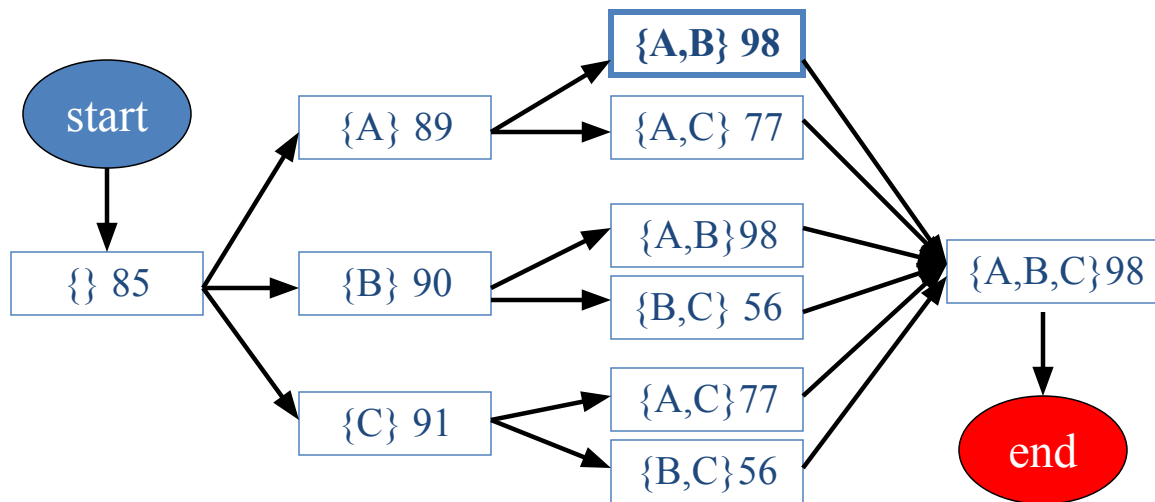 start
{} 85
{A} 89
{B} 90
{C} 91
{A,B} 98
{A,C} 77
{A,B}98
{B,C} 56
{A,C}77
{B,C}56
{A,B,C}98
end